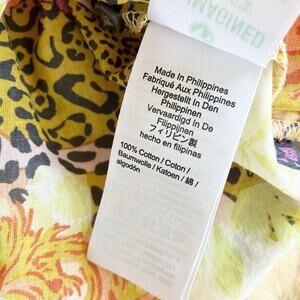 IMAGINED
Made In Philippines
Fabriqué Aux Philippines
Hergestellt in Den
Philippinen
Vervaardigd in De
Filippijnen
フィリピン製
hecho en filipinas
100% Cotton / Coton /
Baumwolle / Katoen / 綿 /
algodón